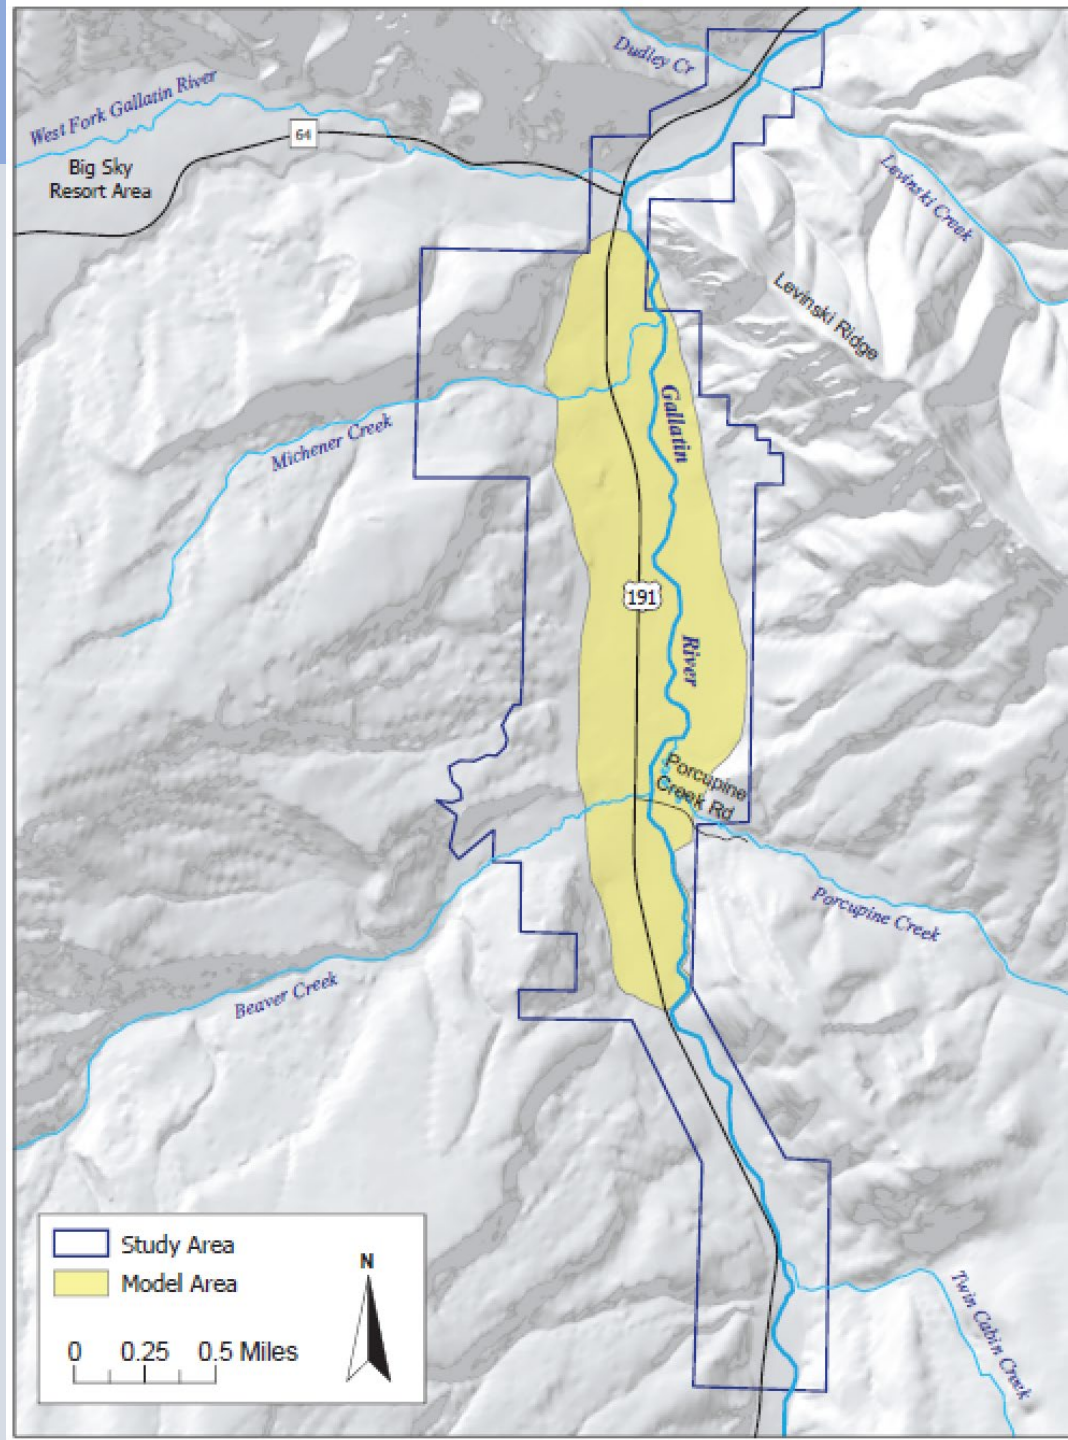 Dudley Cr
West Fork Gallatin River
64
Big Sky
Resort Area
Levinski Creek
Levinski Ridge
Gallatin
Michener Creek
191
River
Porcupine
Creek Rd
Porcupine Creek
Beaver Creek
Study Area
Model Area
N
0 0.25 0.5 Miles
Twin Cabin Creek